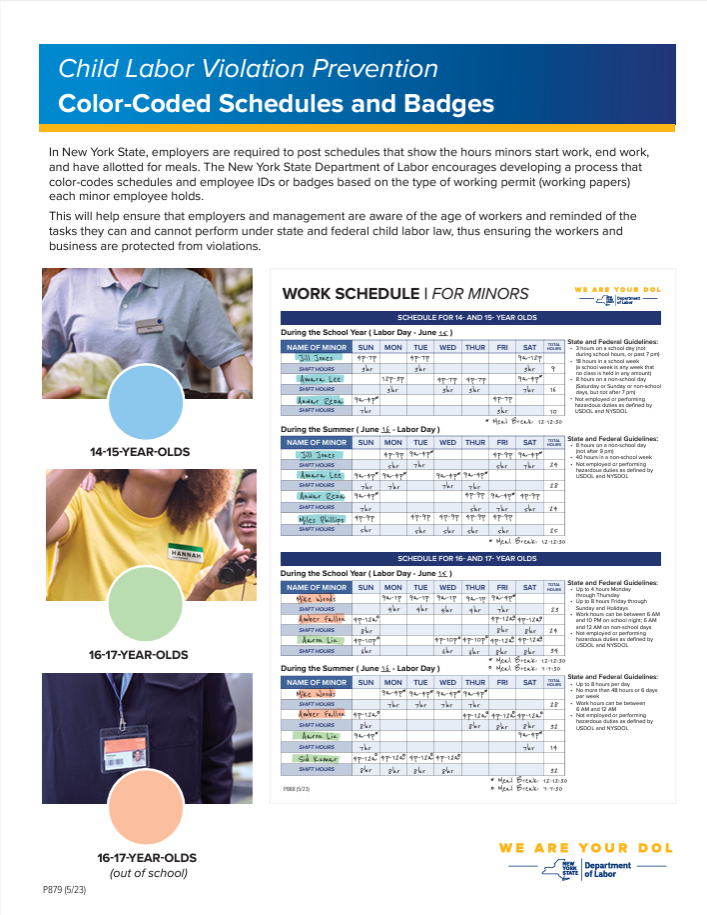 Child Labor Violation Prevention
Color-Coded Schedules and Badges
In New York State, employers are required to post schedules that show the hours minors start work, end work,
and have allotted for meals. The New York State Department of Labor encourages developing a process that
color-codes schedules and employee IDs or badges based on the type of working permit (working papers)
each minor employee holds.
This will help ensure that employers and management are aware of the age of workers and reminded of the
tasks they can and cannot perform under state and federal child labor law, thus ensuring the workers and
business are protected from violations.
14-15-YEAR-OLDS
HANNAH
16-17-YEAR-OLDS
16-17-YEAR-OLDS
(out of school)
P879 (5/23)
WORK SCHEDULE | FOR MINORS
WE ARE YOUR DOL
Department
of Labor
SCHEDULE FOR 14- AND 15- YEAR OLDS
During the School Year ( Labor Day - June 15 )
NAME OF MINOR SUN MON TUE WED THUR FRI SAT TOTAL HOURS
Jill Jones 4p-7p 4p-7p 9a-12p
SHIFT HOURS 3hr 3hr 3hr 9
Amara Lee 12p-5p 4p-7p 4p-7p 9a-4p*
SHIFT HOURS 3hr 3hr 7hr 16
Anwar Reza 9a-4p* 4p-7p
SHIFT HOURS 7hr 3hr 10
* Meal Break: 12-12:30
State and Federal Guidelines:
• 3 hours on a school day (not
during school hours, or past 7 pm)
• 18 hours in a school week
(a school week is any week that
no class is held in any amount)
• 8 hours on a non-school day
(Saturday or Sunday or non-school
days, but not after 7 pm)
• Not employed or performing
hazardous duties as defined by
USDOL and NYSDOL
During the Summer ( June 16 - Labor Day )
NAME OF MINOR SUN MON TUE WED THUR FRI SAT TOTAL HOURS
Jill Jones 4p-9p 9a-4p* 4p-9p 9a-4p*
SHIFT HOURS 5hr 7hr 5hr 7hr 24
Amara Lee 9a-4p* 9a-4p* 9a-4p* 9a-4p*
SHIFT HOURS 7hr 7hr 7hr 7hr 28
Anwar Reza 9a-4p* 4p-9p 9a-4p* 4p-9p
SHIFT HOURS 7hr 5hr 7hr 5hr 24
Myles Phillips 4p-9p 4p-9p 4p-9p 4p-9p 4p-9p
SHIFT HOURS 5hr 5hr 5hr 5hr 5hr 25
* Meal Break: 12-12:30
State and Federal Guidelines:
• 8 hours on a non-school day
(not after 9 pm)
• 40 hours in a non-school week
• Not employed or performing
hazardous duties as defined by
USDOL and NYSDOL
SCHEDULE FOR 16- AND 17- YEAR OLDS
During the School Year ( Labor Day - June 15 )
NAME OF MINOR SUN MON TUE WED THUR FRI SAT TOTAL HOURS
Mike Woods 9a-1p 9a-1p 9a-1p 9a-1p 9a-4p*
SHIFT HOURS 4hr 4hr 4hr 4hr 7hr 23
Amber Fallon 4p-12a° 4p-12a° 4p-12a°
SHIFT HOURS 8hr 8hr 8hr 24
Aaron Liu 4p-10p° 4p-10p° 4p-10p° 4p-12a° 4p-12a°
SHIFT HOURS 6hr 6hr 6hr 8hr 8hr 34
* Meal Break: 12-12:30
° Meal Break: 7-7:30
State and Federal Guidelines:
• Up to 4 hours Monday
through Thursday
• Up to 8 hours Friday through
Sunday and Holidays
• Work hours can be between 6 AM
and 10 PM on school night; 6 AM
and 12 AM on non-school days
• Not employed or performing
hazardous duties as defined by
USDOL and NYSDOL
During the Summer ( June 16 - Labor Day )
NAME OF MINOR SUN MON TUE WED THUR FRI SAT TOTAL HOURS
Mike Woods 9a-4p* 9a-4p* 9a-4p* 9a-4p*
SHIFT HOURS 7hr 7hr 7hr 7hr 28
Amber Fallon 4p-12a° 4p-12a° 4p-12a° 4p-12a°
SHIFT HOURS 8hr 8hr 8hr 8hr 32
Aaron Liu 9a-4p* 9a-4p*
SHIFT HOURS 7hr 7hr 14
Sid Kumar 4p-12a° 4p-12a° 4p-12a° 4p-12a°
SHIFT HOURS 8hr 8hr 8hr 8hr 32
* Meal Break: 12-12:30
° Meal Break: 7-7:30
State and Federal Guidelines:
• Up to 8 hours per day
• No more than 48 hours or 6 days
per week
• Work hours can be between
6 AM and 12 AM
• Not employed or performing
hazardous duties as defined by
USDOL and NYSDOL
P888 (5/23)
WE ARE YOUR DOL
NEW
YORK
STATE
Department
of Labor